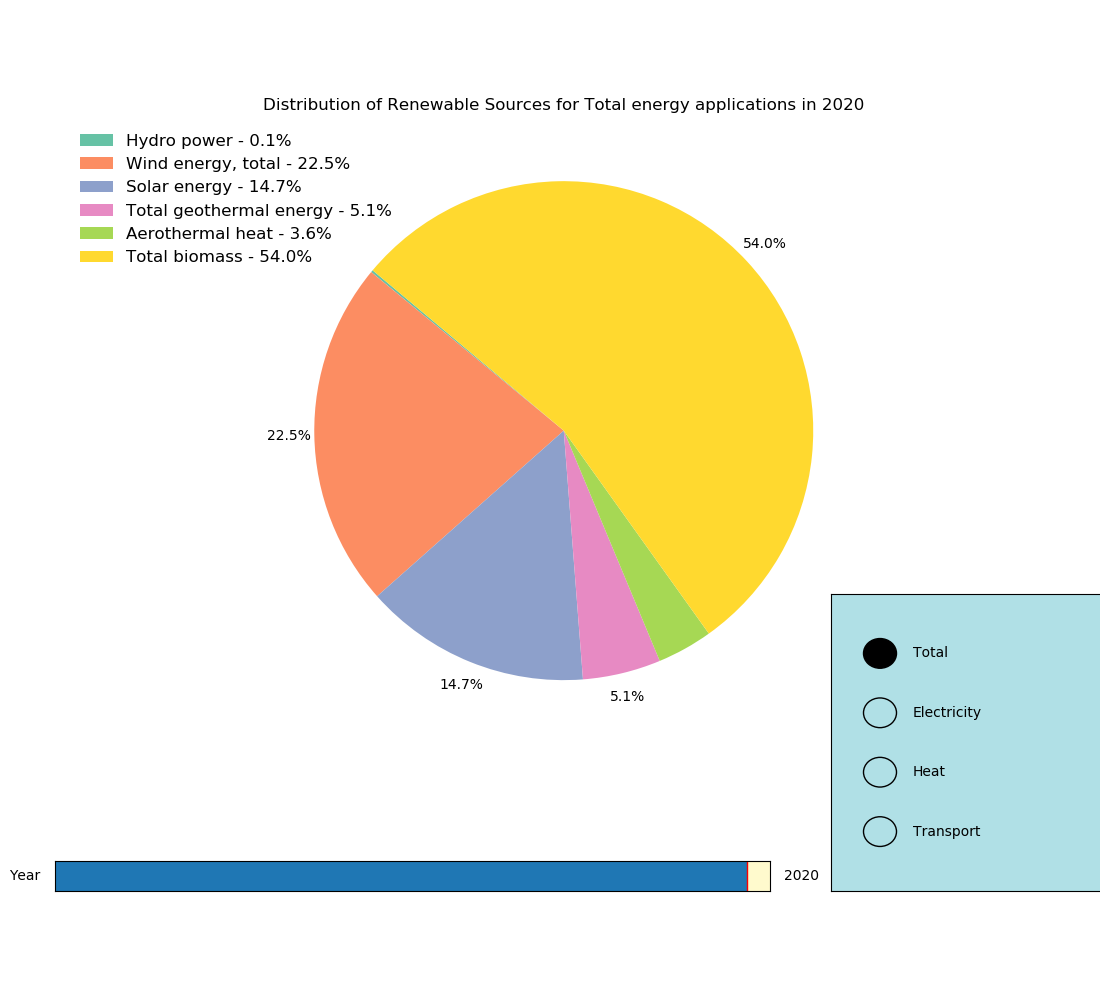 Distribution of Renewable Sources for Total energy applications in 2020
Hydro power - 0.1%
Wind energy, total - 22.5%
Solar energy - 14.7%
Total geothermal energy - 5.1%
Aerothermal heat - 3.6%
Total biomass - 54.0%
54.0%
22.5%
14.7%
5.1%
Total
Electricity
Heat
Transport
Year
2020